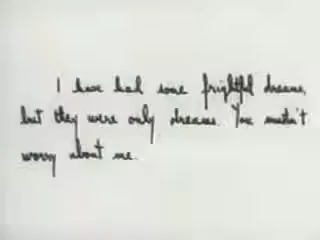 I have had some frightful dreams,
but they were only dreams. You mustn't
worry about me.